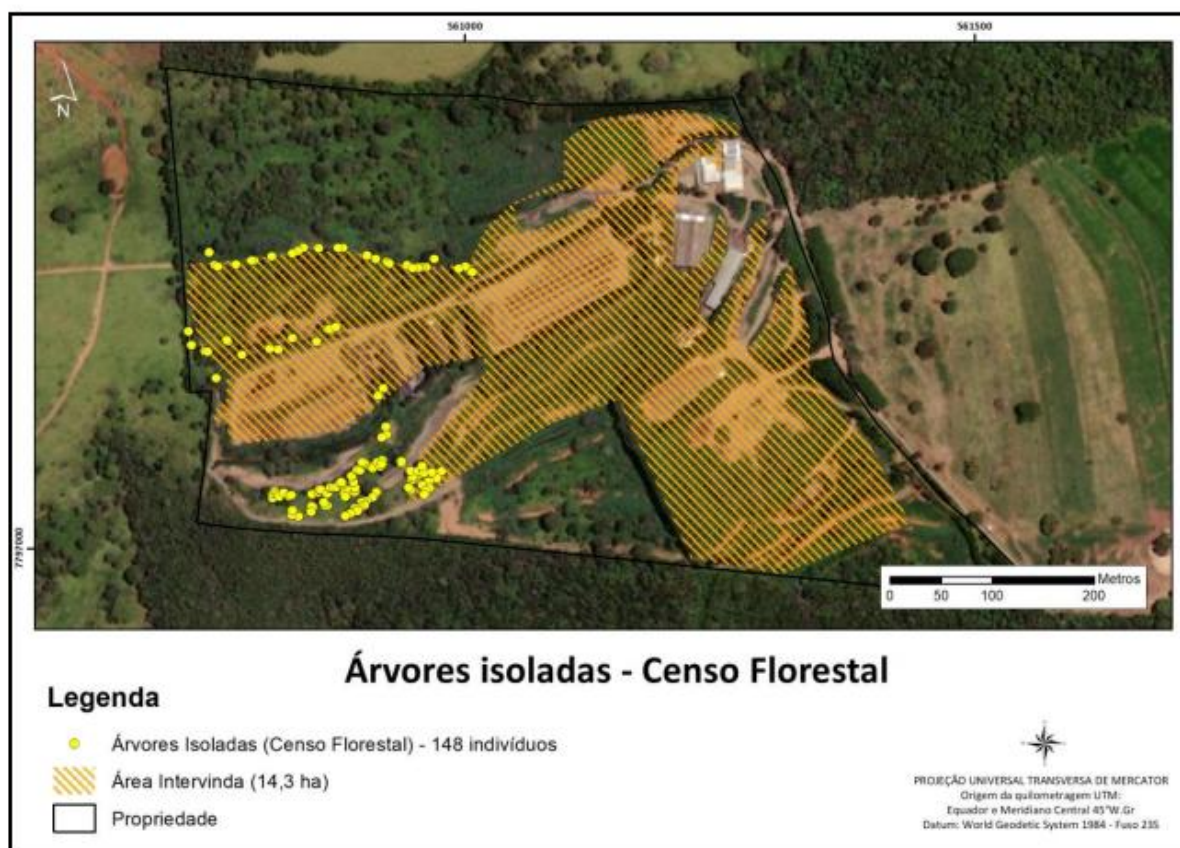 561000
561500
N
7797000
Metros
0 50 100 200
Árvores isoladas - Censo Florestal
Legenda
Árvores Isoladas (Censo Florestal) - 148 indivíduos
Área Intervinda (14,3 ha)
Propriedade
PROJEÇÃO UNIVERSAL TRANSVERSA DE MERCATOR
Origem da quilometragem UTM:
Equador e Meridiano Central 45°W.Gr
Datum: World Geodetic System 1984 - Fuso 23S